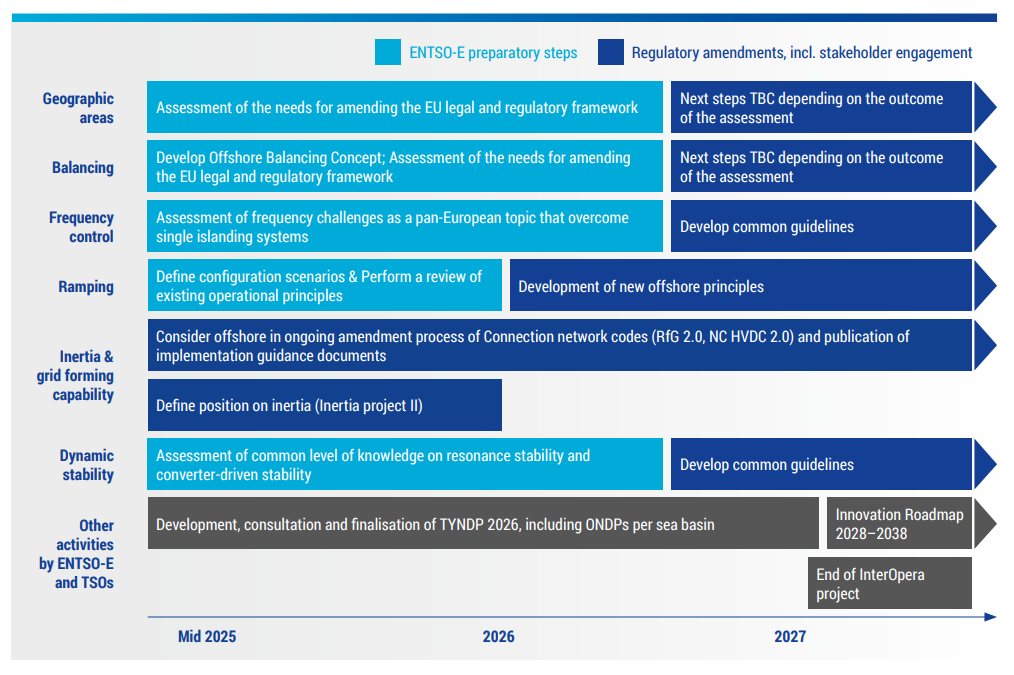 ENTSO-E preparatory steps
Regulatory amendments, incl. stakeholder engagement
Geographic
areas
Assessment of the needs for amending the EU legal and regulatory framework
Next steps TBC depending on the outcome
of the assessment
Balancing
Develop Offshore Balancing Concept; Assessment of the needs for amending
the EU legal and regulatory framework
Next steps TBC depending on the outcome
of the assessment
Frequency
control
Assessment of frequency challenges as a pan-European topic that overcome
single islanding systems
Develop common guidelines
Ramping
Define configuration scenarios & Perform a review of
existing operational principles
Development of new offshore principles
Inertia &
grid forming
capability
Consider offshore in ongoing amendment process of Connection network codes (RfG 2.0, NC HVDC 2.0) and publication of
implementation guidance documents
Define position on inertia (Inertia project II)
Dynamic
stability
Assessment of common level of knowledge on resonance stability and
converter-driven stability
Develop common guidelines
Other
activities
by ENTSO-E
and TSOs
Development, consultation and finalisation of TYNDP 2026, including ONDPs per sea basin
Innovation Roadmap
2028–2038
End of InterOpera
project
Mid 2025
2026
2027